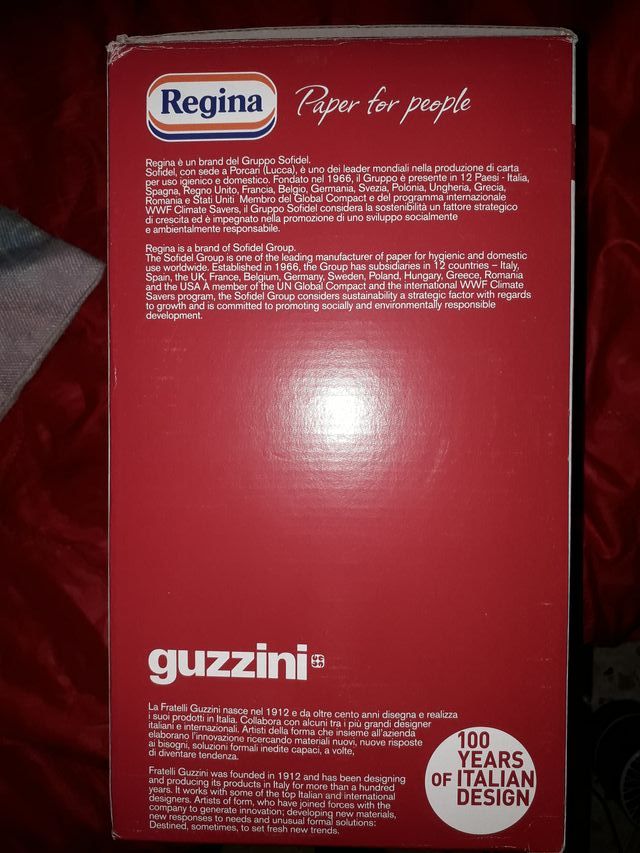 Regina
Paper for people
Regina è un brand del Gruppo Sofidel.
Sofidel, con sede a Porcari (Lucca), è uno dei leader mondiali nella produzione di carta
per uso igienico e domestico. Fondato nel 1966, il Gruppo è presente in 12 Paesi - Italia,
Spagna, Regno Unito, Francia, Belgio, Germania, Svezia, Polonia, Ungheria, Grecia,
Romania e Stati Uniti Membro del Global Compact e del programma internazionale
WWF Climate Savers, il Gruppo Sofidel considera la sostenibilità un fattore strategico
di crescita ed è impegnato nella promozione di uno sviluppo socialmente
e ambientalmente responsabile.
Regina is a brand of Sofidel Group.
The Sofidel Group is one of the leading manufacturer of paper for hygienic and domestic
use worldwide. Established in 1966, the Group has subsidiaries in 12 countries – Italy,
Spain, the UK, France, Belgium, Germany, Sweden, Poland, Hungary, Greece, Romania
and the USA A member of the UN Global Compact and the international WWF Climate
Savers program, the Sofidel Group considers sustainability a strategic factor with regards
to growth and is committed to promoting socially and environmentally responsible
development.
guzzini
La Fratelli Guzzini nasce nel 1912 e da oltre cento anni disegna e realizza
i suoi prodotti in Italia. Collabora con alcuni tra i più grandi designer
italiani e internazionali. Artisti della forma che insieme all'azienda
elaborano l'innovazione ricercando materiali nuovi, nuove risposte
ai bisogni, soluzioni formali inedite capaci, a volte,
di diventare tendenza.
Fratelli Guzzini was founded in 1912 and has been designing
and producing its products in Italy for more than a hundred
years. It works with some of the top Italian and international
designers. Artists of form, who have joined forces with the
company to generate innovation; developing new materials,
new responses to needs and unusual formal solutions:
Destined, sometimes, to set fresh new trends.
100
YEARS
OF ITALIAN
DESIGN